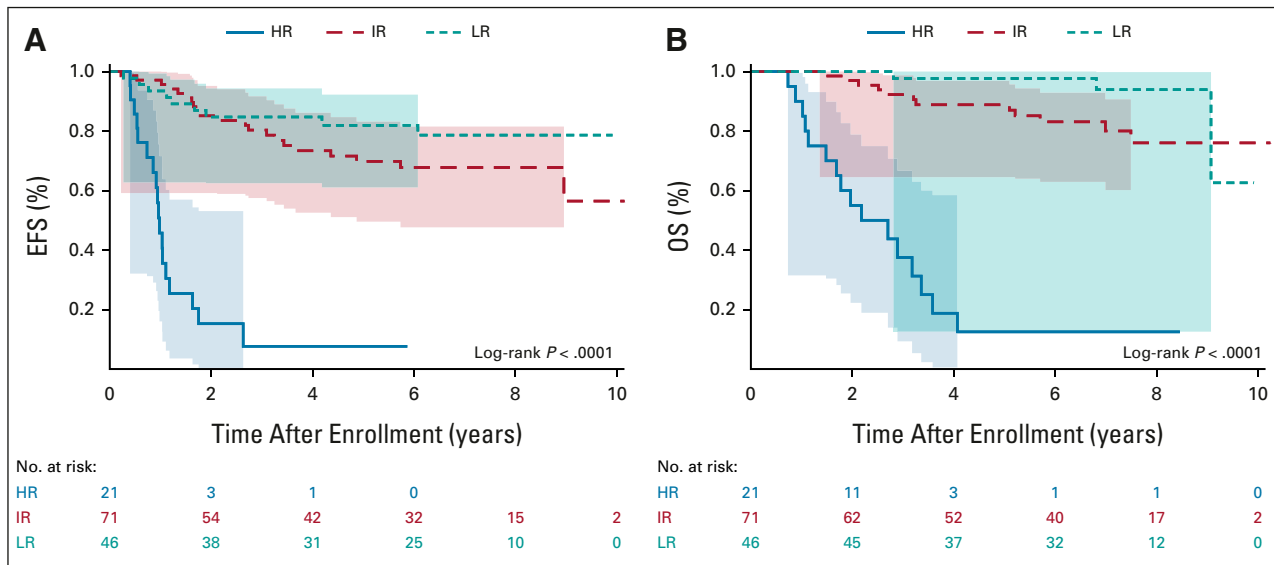 A
HR IR LR
EFS (%)
1.0
0.8
0.6
0.4
0.2
Log-rank P < .0001
0 2 4 6 8 10
Time After Enrollment (years)
No. at risk:
HR 21 3 1 0
IR 71 54 42 32 15 2
LR 46 38 31 25 10 0
B
HR IR LR
OS (%)
1.0
0.8
0.6
0.4
0.2
Log-rank P < .0001
0 2 4 6 8 10
Time After Enrollment (years)
No. at risk:
HR 21 11 3 1 1 0
IR 71 62 52 40 17 2
LR 46 45 37 32 12 0